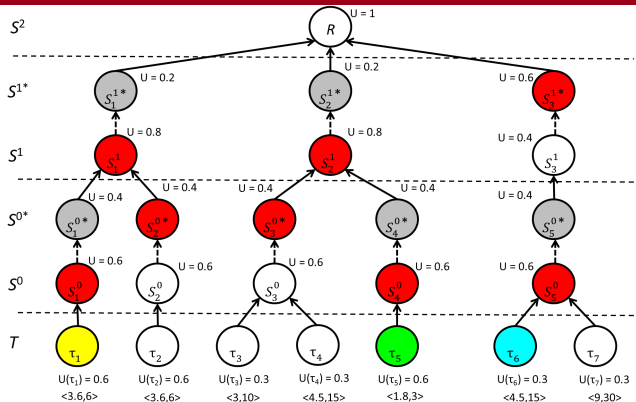 S² U = 1
R
U = 0.2 U = 0.2 U = 0.6
S¹* S₁¹* S₂¹* S₃¹*
U = 0.8 U = 0.8 U = 0.4
S¹ S₁¹ S₂¹ S₃¹
U = 0.4 U = 0.4 U = 0.4 U = 0.4 U = 0.4
S⁰* S₁⁰* S₂⁰* S₃⁰* S₄⁰* S₅⁰*
U = 0.6 U = 0.6 U = 0.6 U = 0.6 U = 0.6
S⁰ S₁⁰ S₂⁰ S₃⁰ S₄⁰ S₅⁰
T τ₁ τ₂ τ₃ τ₄ τ₅ τ₆ τ₇
U(τ₁) = 0.6 U(τ₂) = 0.6 U(τ₃) = 0.3 U(τ₄) = 0.3 U(τ₅) = 0.6 U(τ₆) = 0.3 U(τ₇) = 0.3
<3.6,6> <3.6,6> <3,10> <4.5,15> <1.8,3> <4.5,15> <9,30>